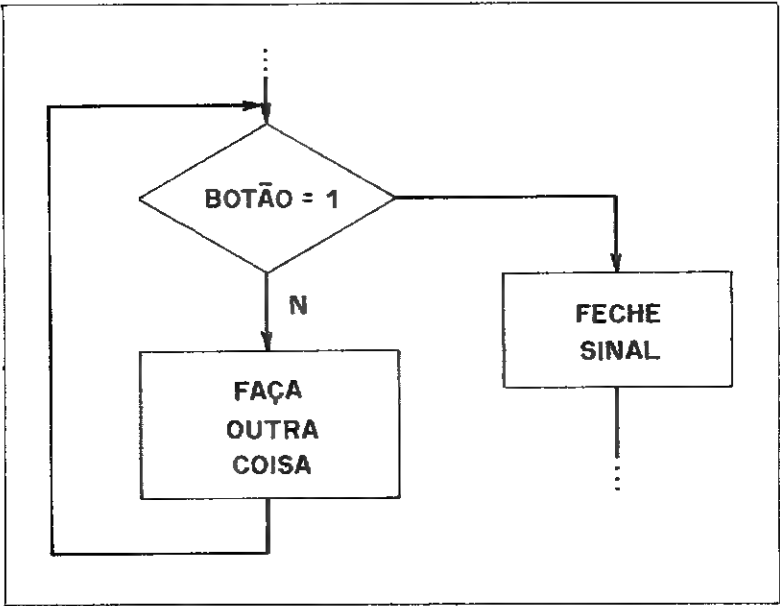 BOTÃO = 1
N
FECHE
SINAL
FAÇA
OUTRA
COISA